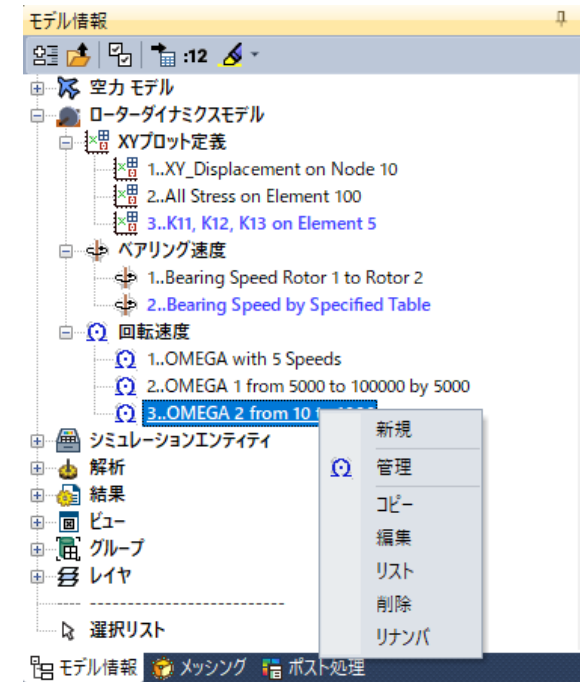 モデル情報
:12
空力 モデル
ローターダイナミクスモデル
XYプロット定義
1..XY_Displacement on Node 10
2..All Stress on Element 100
3..K11, K12, K13 on Element 5
ベアリング速度
1..Bearing Speed Rotor 1 to Rotor 2
2..Bearing Speed by Specified Table
回転速度
1..OMEGA with 5 Speeds
2..OMEGA 1 from 5000 to 100000 by 5000
3..OMEGA 2 from 10
新規
シミュレーションエンティティ
管理
解析
コピー
結果
編集
ビュー
リスト
グループ
削除
レイヤ
リナンバ
選択リスト
モデル情報 メッシング ポスト処理